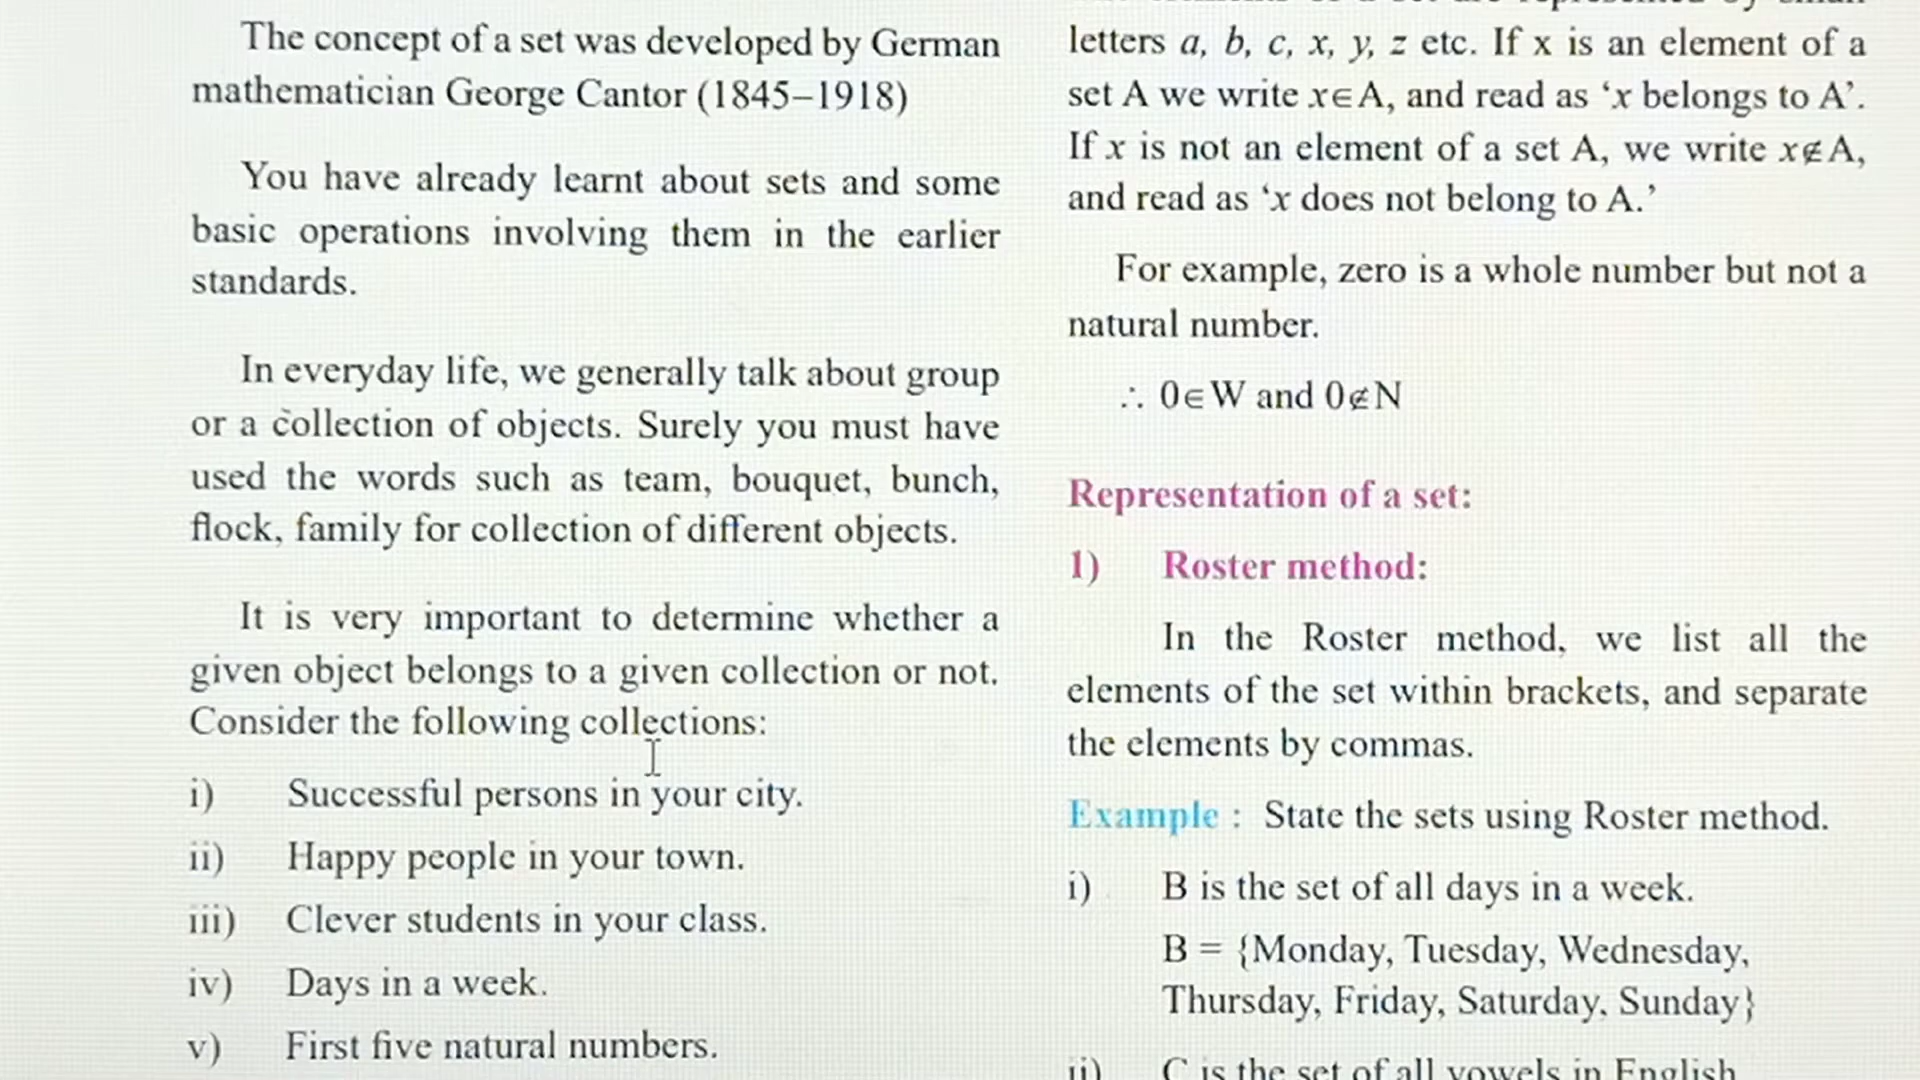 The concept of a set was developed by German
mathematician George Cantor (1845–1918)
You have already learnt about sets and some
basic operations involving them in the earlier
standards.
In everyday life, we generally talk about group
or a collection of objects. Surely you must have
used the words such as team, bouquet, bunch,
flock, family for collection of different objects.
It is very important to determine whether a
given object belongs to a given collection or not.
Consider the following collections:
i) Successful persons in your city.
ii) Happy people in your town.
iii) Clever students in your class.
iv) Days in a week.
v) First five natural numbers.
letters a, b, c, x, y, z etc. If x is an element of a
set A we write x∈A, and read as ‘x belongs to A’.
If x is not an element of a set A, we write x∉A,
and read as ‘x does not belong to A.’
For example, zero is a whole number but not a
natural number.
∴ 0∈W and 0∉N
Representation of a set:
1) Roster method:
In the Roster method, we list all the
elements of the set within brackets, and separate
the elements by commas.
Example : State the sets using Roster method.
i) B is the set of all days in a week.
B = {Monday, Tuesday, Wednesday,
Thursday, Friday, Saturday, Sunday}
ii) C is the set of all vowels in English